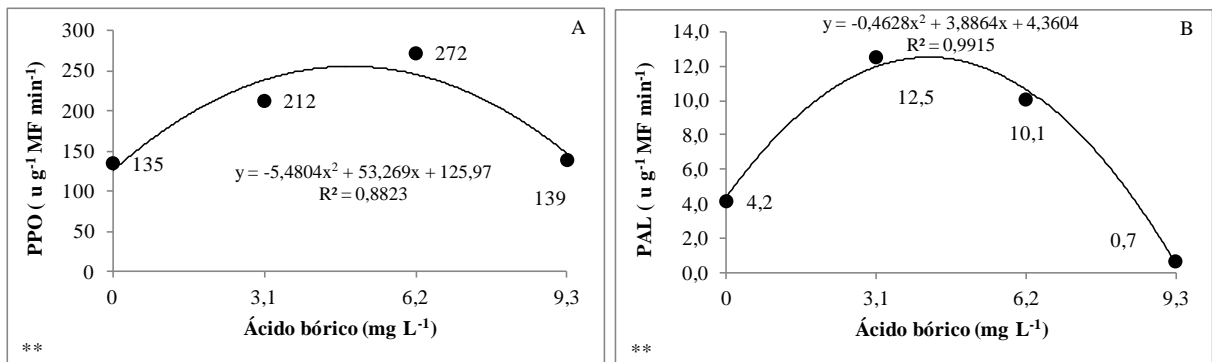 A
PPO ( u g⁻¹ MF min⁻¹)
300
250
200
150
100
50
0
135
212
272
139
y = -5,4804x² + 53,269x + 125,97
R² = 0,8823
0 3,1 6,2 9,3
Ácido bórico (mg L⁻¹)
**
B
PAL ( u g⁻¹ MF min⁻¹)
y = -0,4628x² + 3,8864x + 4,3604
R² = 0,9915
14,0
12,0
10,0
8,0
6,0
4,0
2,0
0,0
4,2
12,5
10,1
0,7
0 3,1 6,2 9,3
Ácido bórico (mg L⁻¹)
**